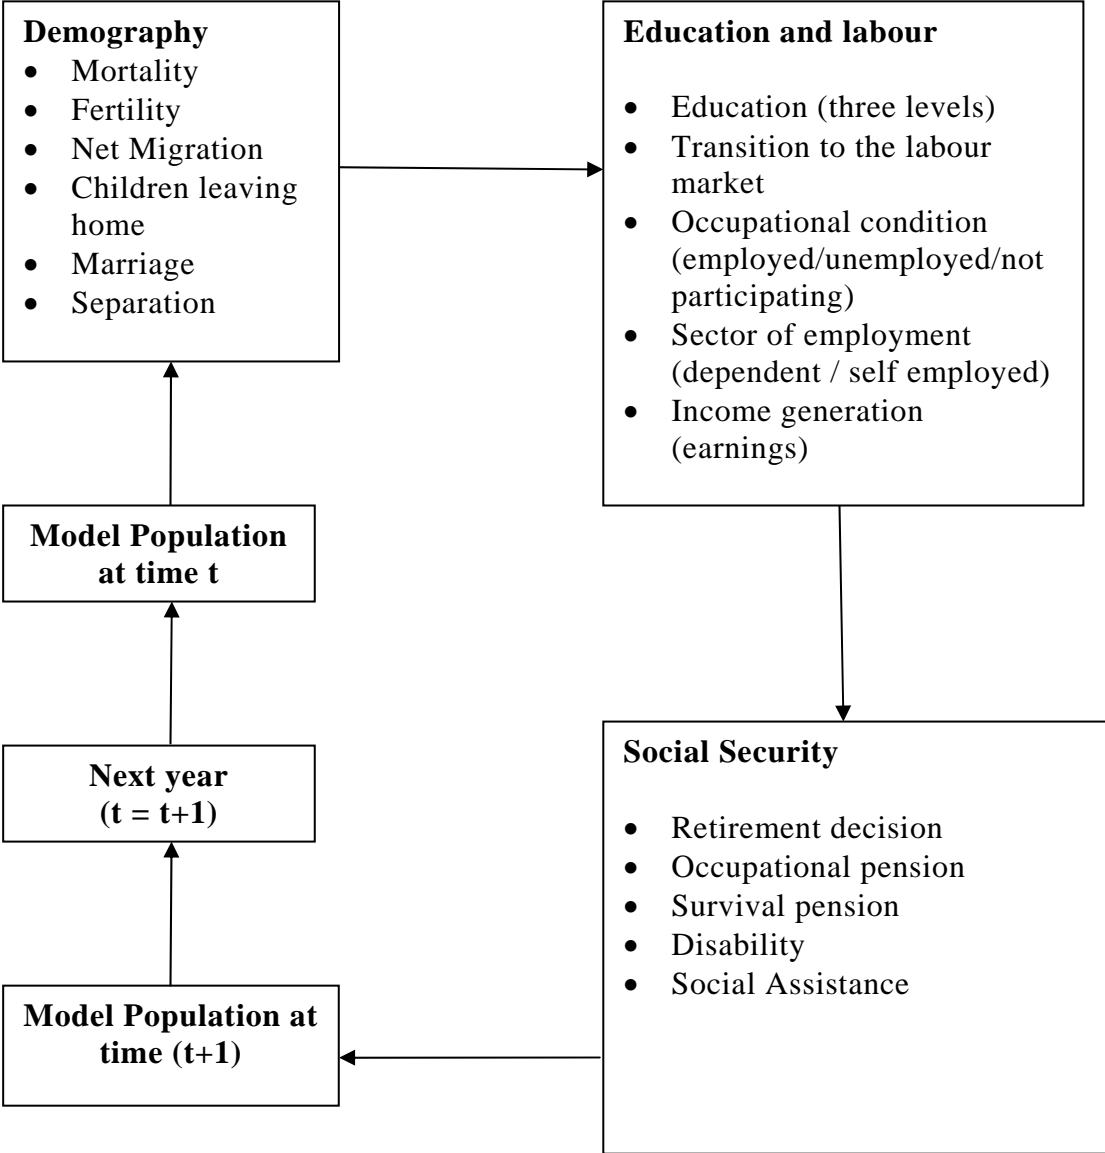 Demography
• Mortality
• Fertility
• Net Migration
• Children leaving
home
• Marriage
• Separation
Education and labour
• Education (three levels)
• Transition to the labour
market
• Occupational condition
(employed/unemployed/not
participating)
• Sector of employment
(dependent / self employed)
• Income generation
(earnings)
Model Population
at time t
Next year
(t = t+1)
Social Security
• Retirement decision
• Occupational pension
• Survival pension
• Disability
• Social Assistance
Model Population at
time (t+1)